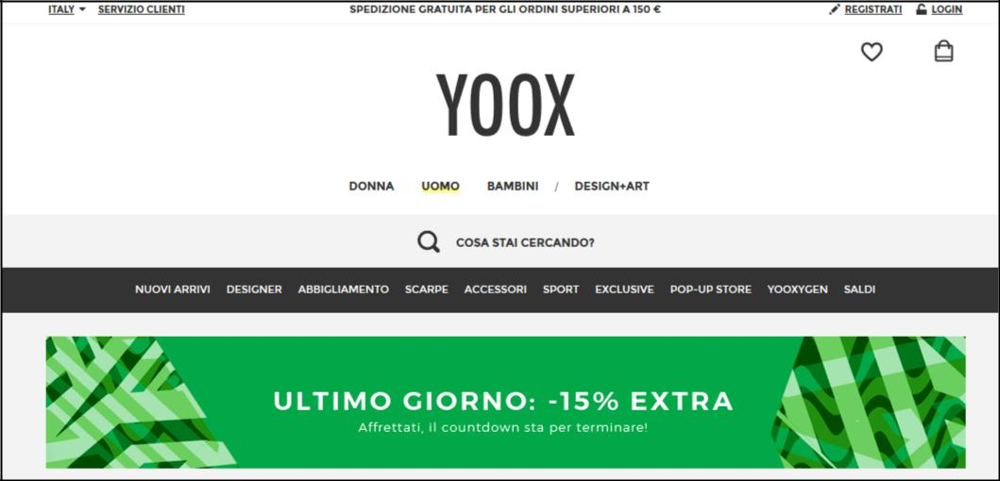 ITALY SERVIZIO CLIENTI SPEDIZIONE GRATUITA PER GLI ORDINI SUPERIORI A 150 € REGISTRATI LOGIN
YOOX
DONNA UOMO BAMBINI / DESIGN+ART
COSA STAI CERCANDO?
NUOVI ARRIVI DESIGNER ABBIGLIAMENTO SCARPE ACCESSORI SPORT EXCLUSIVE POP-UP STORE YOOXYGEN SALDI
ULTIMO GIORNO: -15% EXTRA
Affrettati, il countdown sta per terminare!